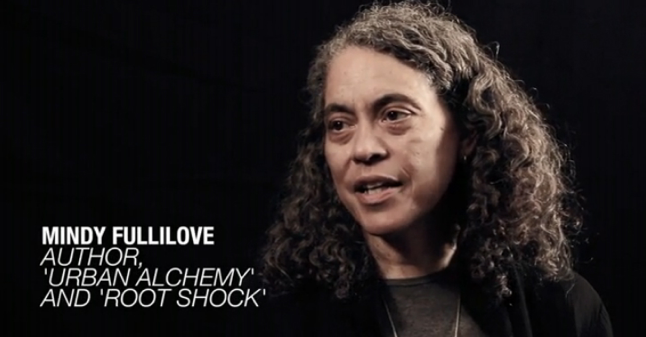 MINDY FULLILOVE
AUTHOR,
'URBAN ALCHEMY'
AND 'ROOT SHOCK'